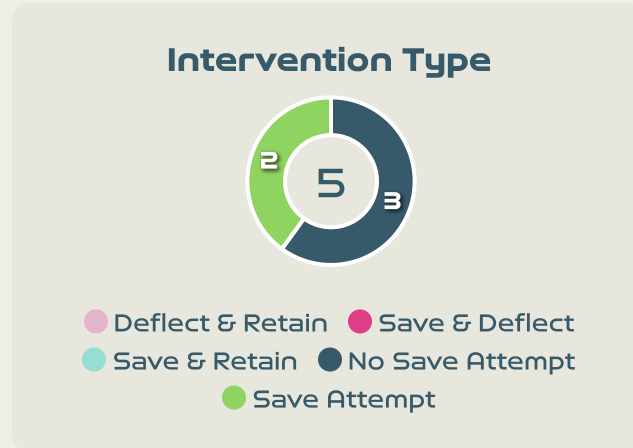 Intervention Type
2
5
3
Deflect & Retain
Save & Deflect
Save & Retain
No Save Attempt
Save Attempt